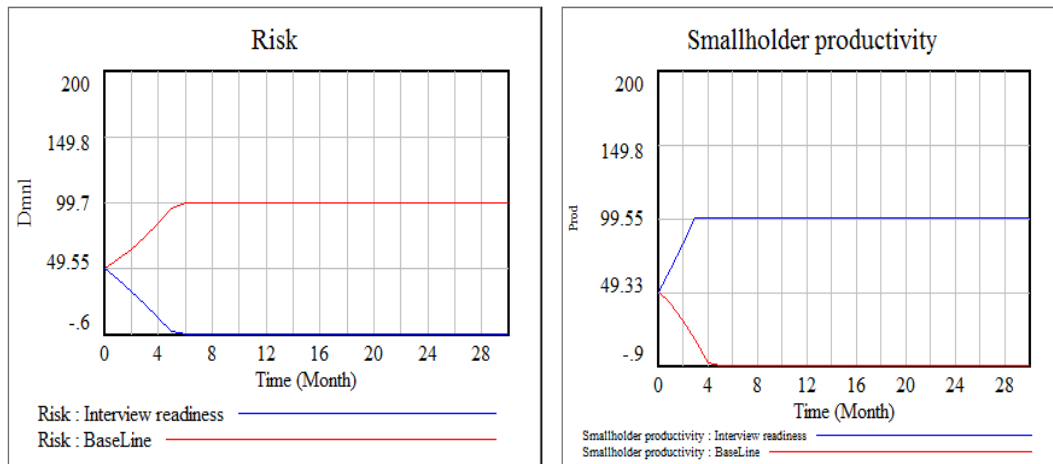 Risk
200
149.8
99.7
49.55
-.6
Dmnl
0 4 8 12 16 20 24 28
Time (Month)
Risk : Interview readiness
Risk : BaseLine
Smallholder productivity
200
149.8
99.55
49.33
-.9
Prod
0 4 8 12 16 20 24 28
Time (Month)
Smallholder productivity : Interview readiness
Smallholder productivity : BaseLine